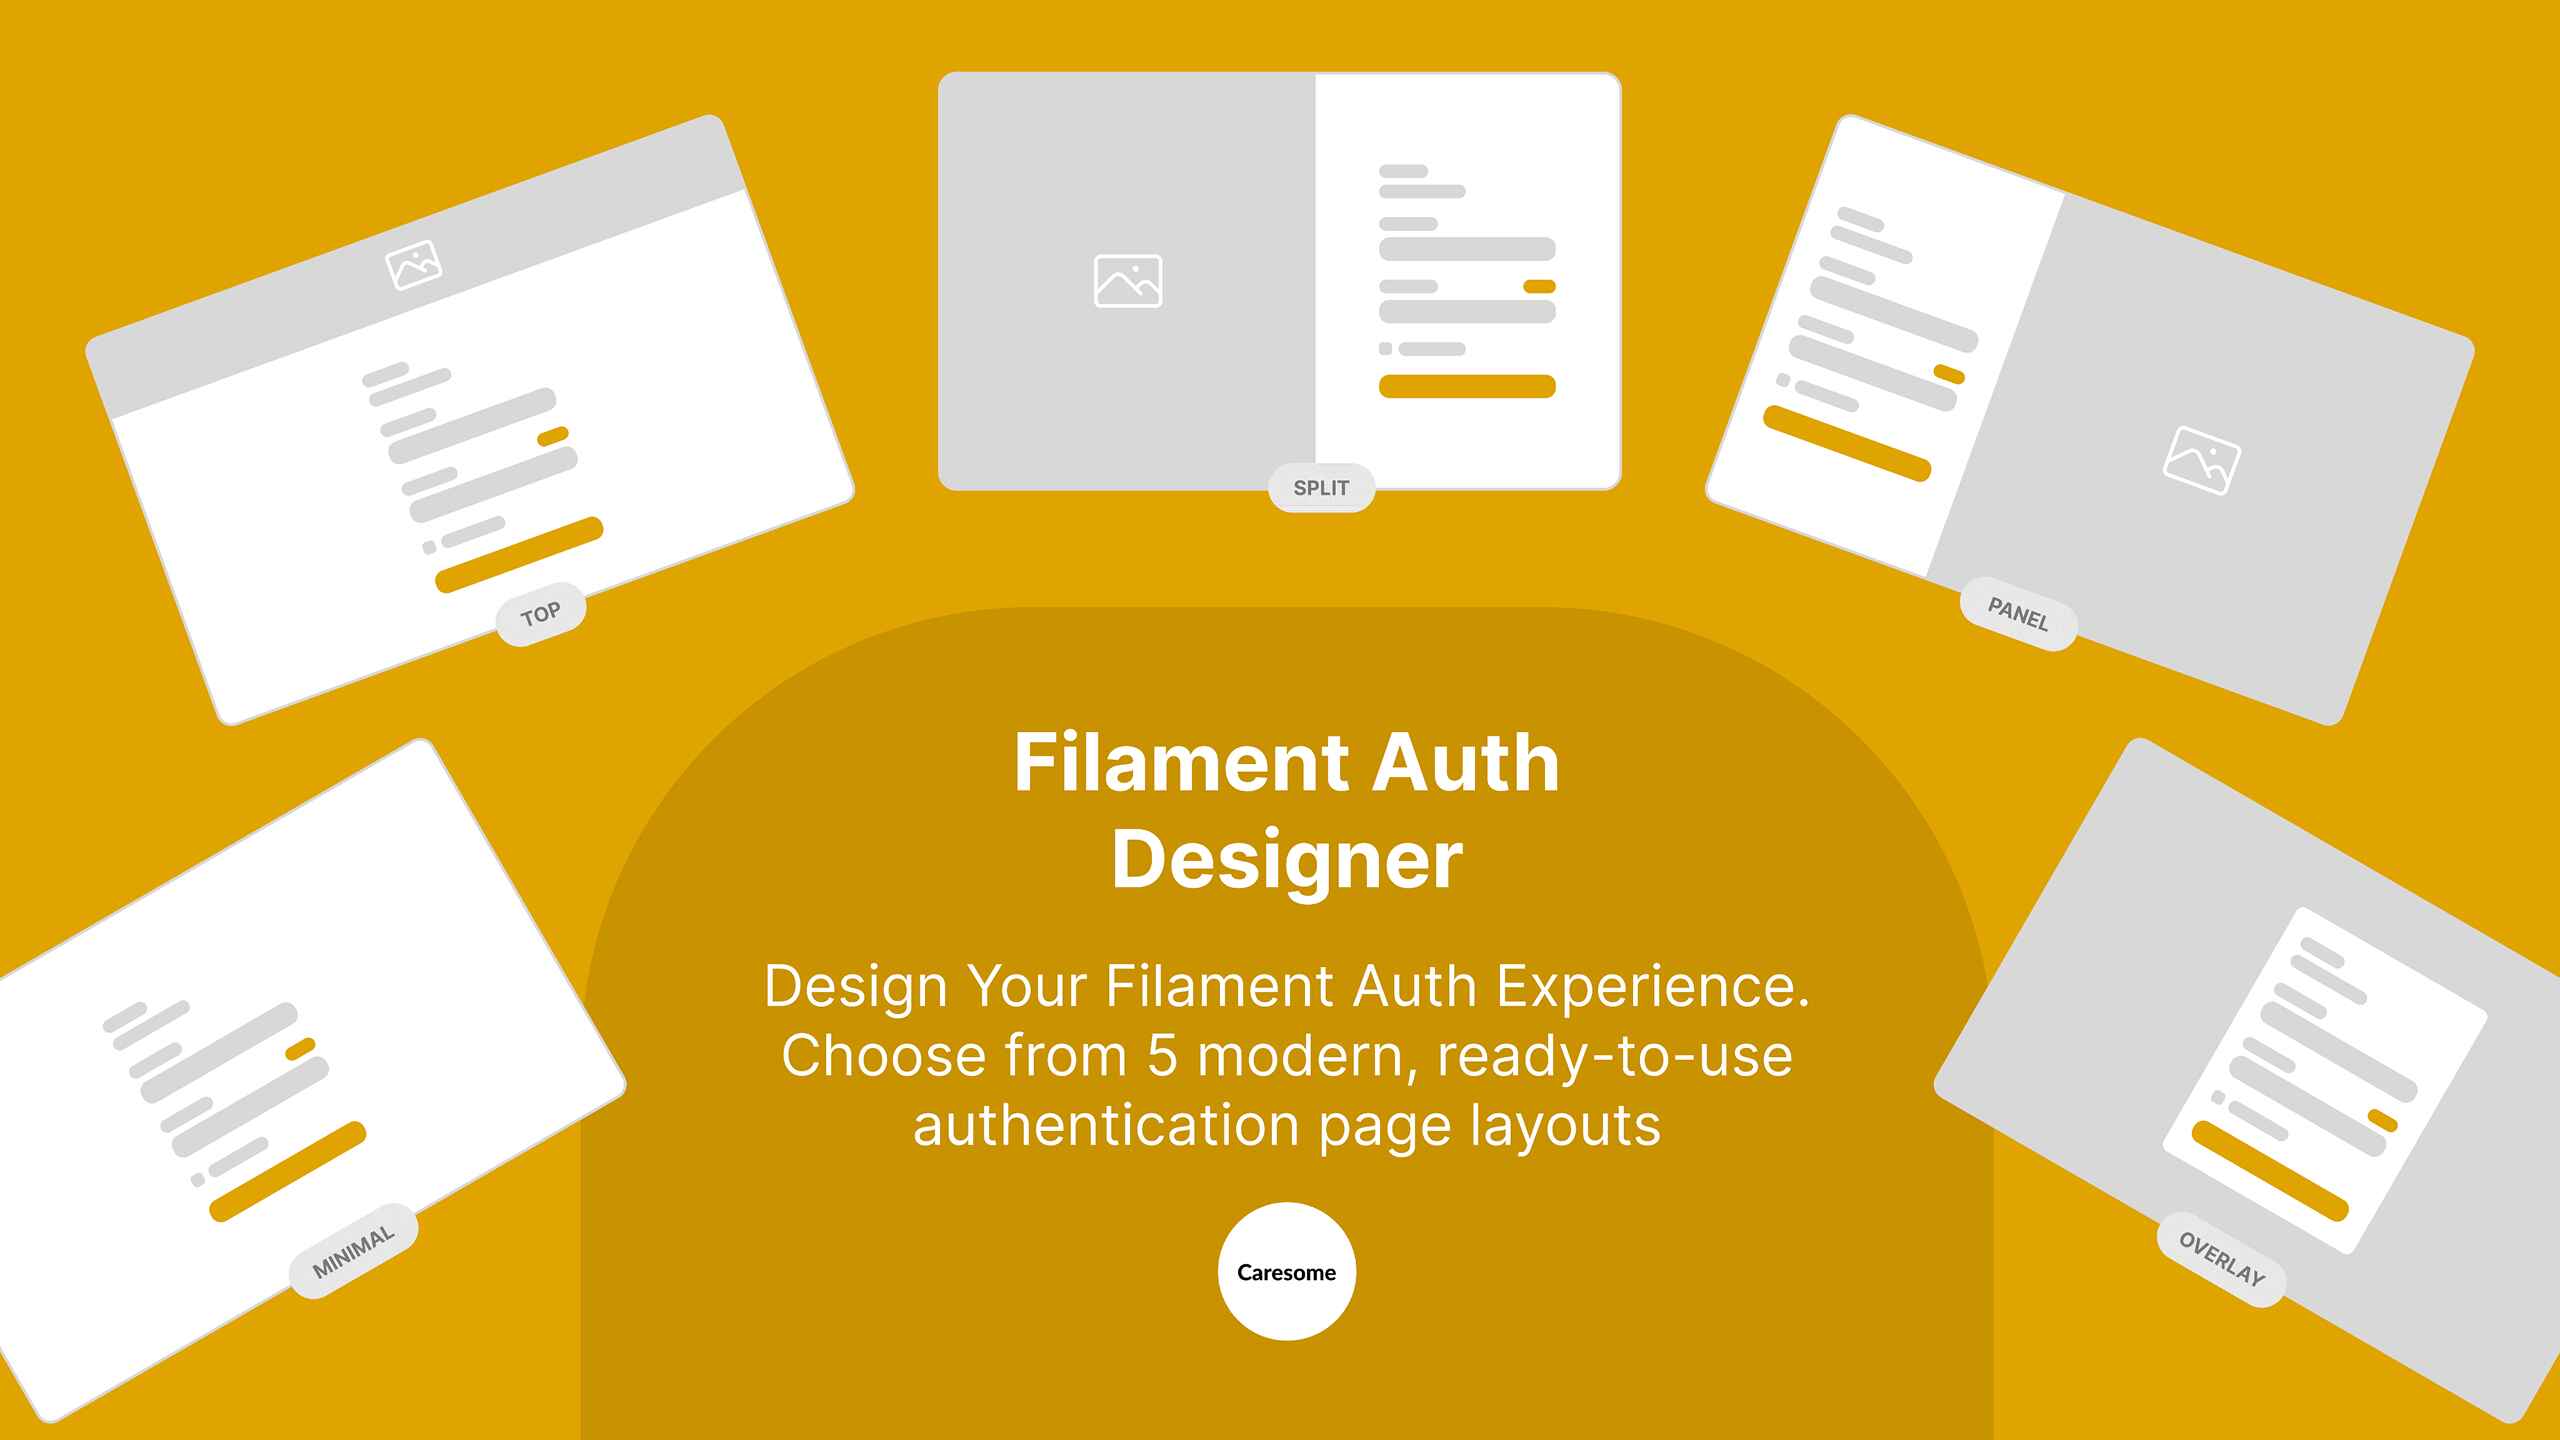 SPLIT
TOP
PANEL
Filament Auth
Designer
Design Your Filament Auth Experience.
Choose from 5 modern, ready-to-use
authentication page layouts
MINIMAL
OVERLAY
Caresome